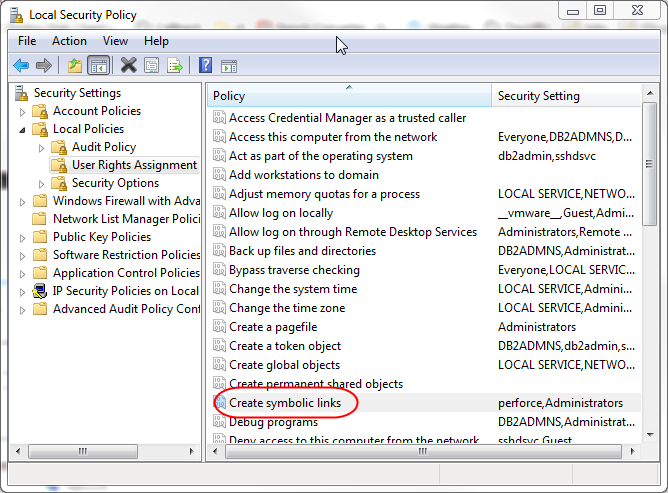 Local Security Policy
File Action View Help
Security Settings
Account Policies
Local Policies
Audit Policy
User Rights Assignment
Security Options
Windows Firewall with Adva
Network List Manager Polici
Public Key Policies
Software Restriction Policies
Application Control Policies
IP Security Policies on Local
Advanced Audit Policy Conf
Policy Security Setting
Access Credential Manager as a trusted caller
Access this computer from the network Everyone,DB2ADMNS,D...
Act as part of the operating system db2admin,sshdsvc
Add workstations to domain
Adjust memory quotas for a process LOCAL SERVICE,NETWO...
Allow log on locally __vmware__,Guest,Admi...
Allow log on through Remote Desktop Services Administrators,Remote ...
Back up files and directories DB2ADMNS,Administrat...
Bypass traverse checking Everyone,LOCAL SERVIC...
Change the system time LOCAL SERVICE,Admini...
Change the time zone LOCAL SERVICE,Admini...
Create a pagefile Administrators
Create a token object DB2ADMNS,db2admin,s...
Create global objects LOCAL SERVICE,NETWO...
Create permanent shared objects
Create symbolic links perforce,Administrators
Debug programs DB2ADMNS,Administrat...
Deny access to this computer from the network sshdsvc,Guest